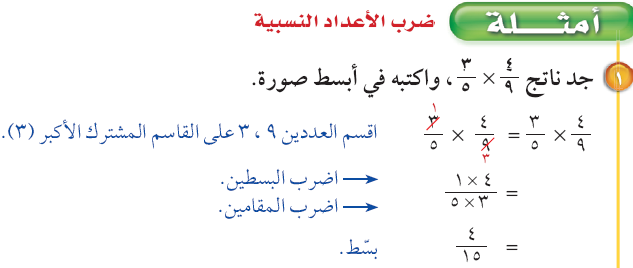 أمثلة ضرب الأعداد النسبية
١ جد ناتج ٤/٩ × ٣/٥ ، واكتبه في أبسط صورة.
٤/٩ × ٣/٥ = ٤/٩ × ٣/٥ ١ ٣ اقسم العددين ٩ ، ٣ على القاسم المشترك الأكبر (٣).
= ٤ × ١ / ٣ × ٥ اضرب البسطين.
اضرب المقامين.
= ٤/١٥ بسّط.